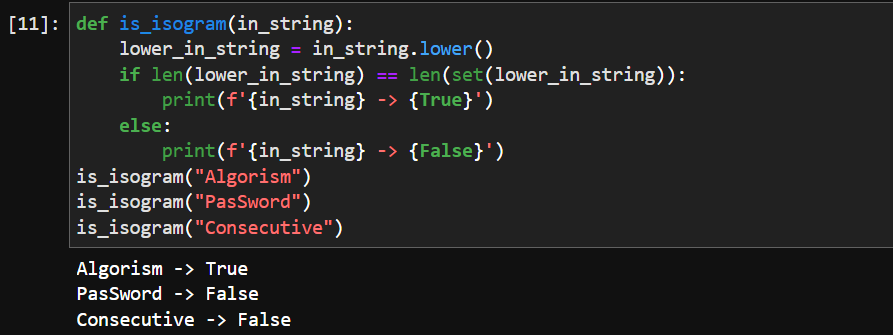 [11]: def is_isogram(in_string):
    lower_in_string = in_string.lower()
    if len(lower_in_string) == len(set(lower_in_string)):
        print(f'{in_string} -> {True}')
    else:
        print(f'{in_string} -> {False}')
is_isogram("Algorism")
is_isogram("PasSword")
is_isogram("Consecutive")
Algorism -> True
PasSword -> False
Consecutive -> False